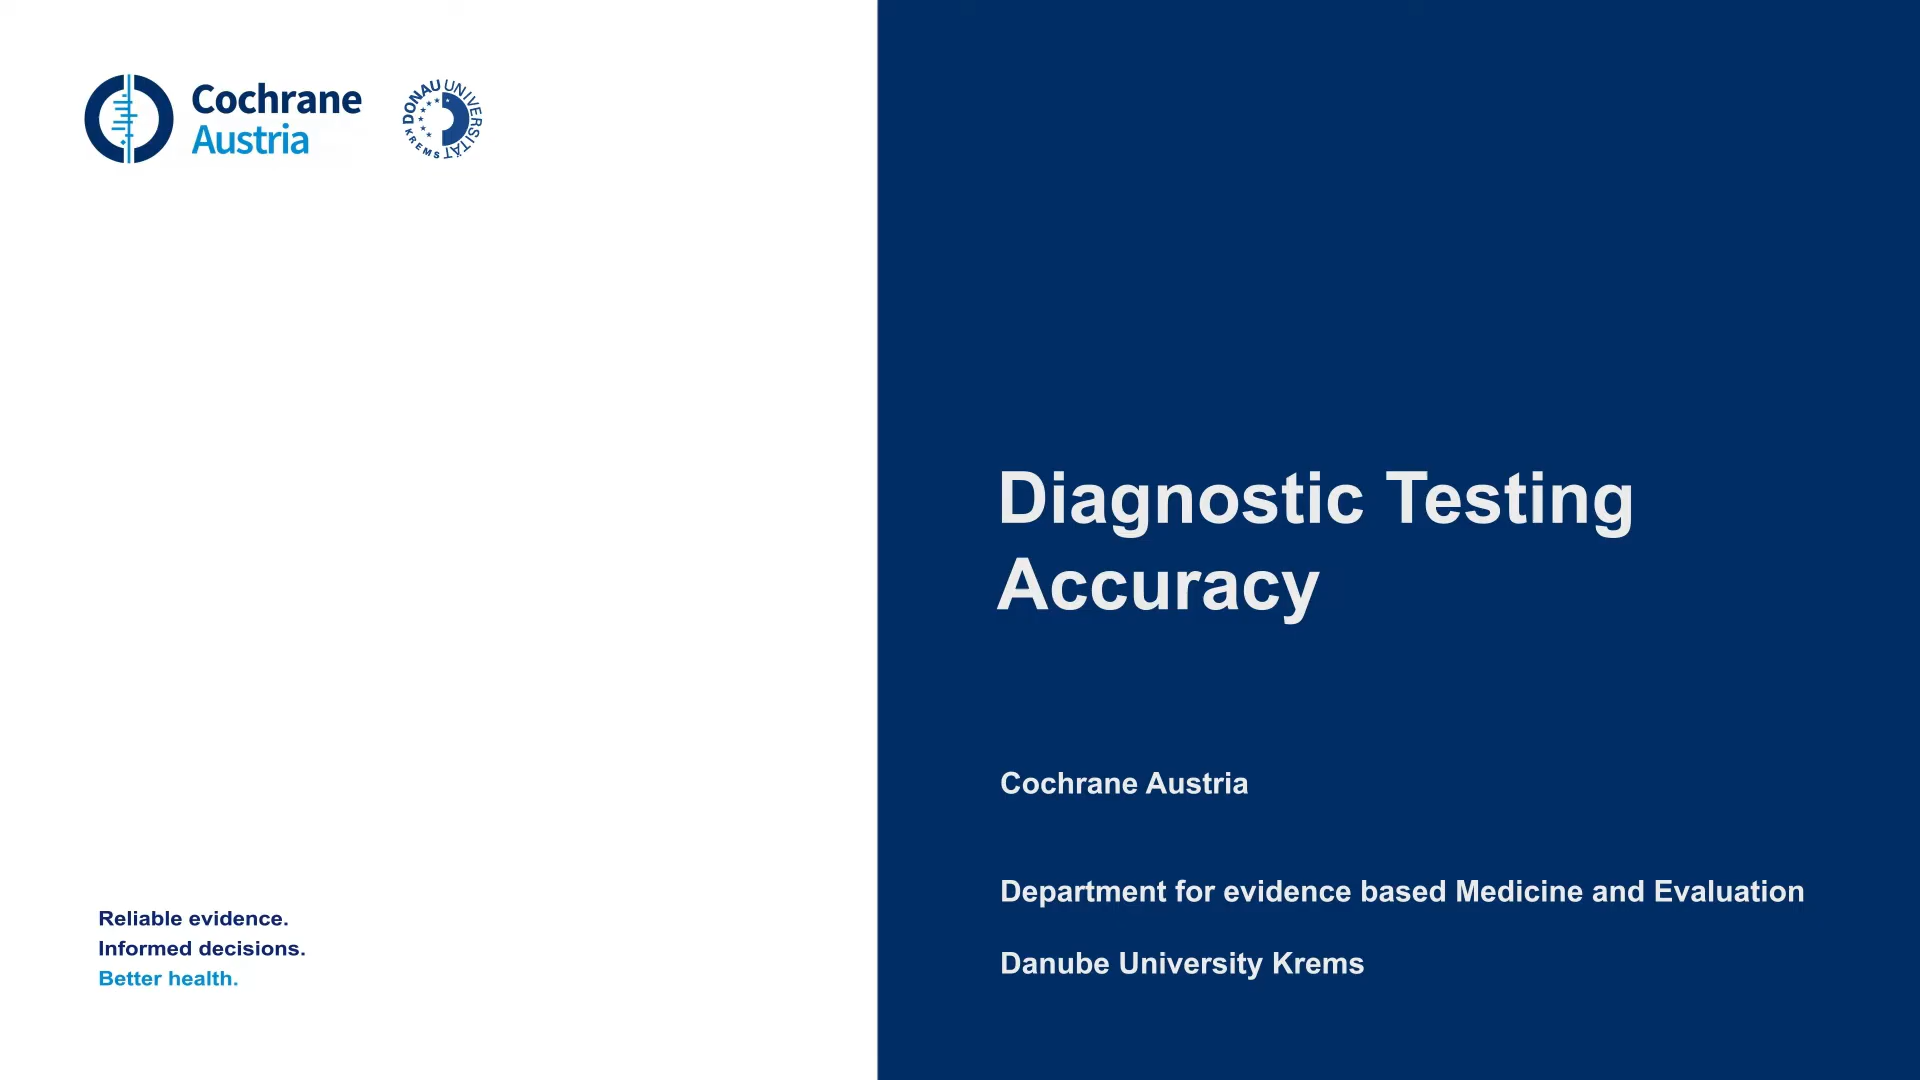 Cochrane
Austria
DONAU UNIVERSITÄT KREMS
Diagnostic Testing
Accuracy
Cochrane Austria
Department for evidence based Medicine and Evaluation
Danube University Krems
Reliable evidence.
Informed decisions.
Better health.